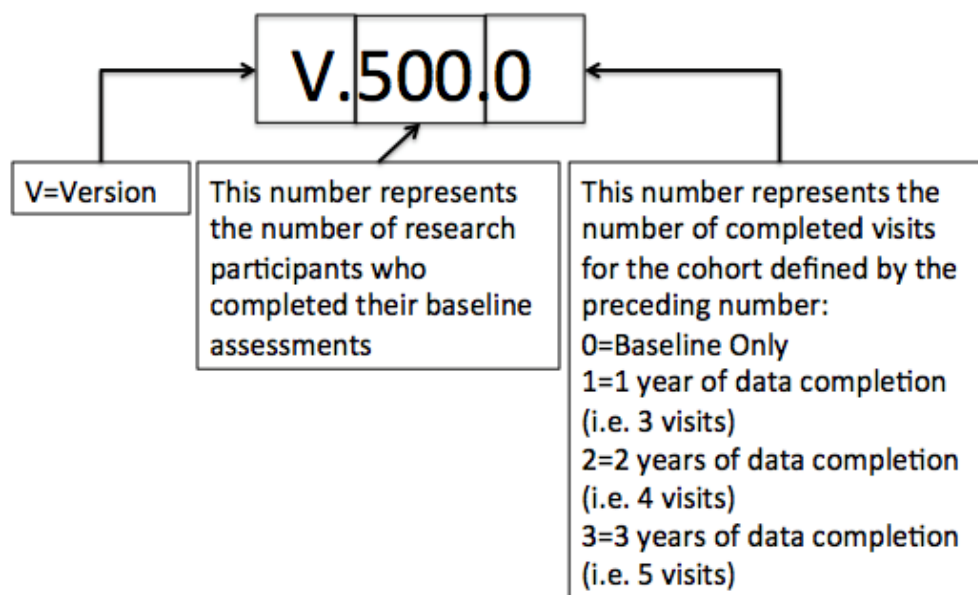 V.500.0
V=Version
This number represents
the number of research
participants who
completed their baseline
assessments
This number represents the
number of completed visits
for the cohort defined by the
preceding number:
0=Baseline Only
1=1 year of data completion
(i.e. 3 visits)
2=2 years of data completion
(i.e. 4 visits)
3=3 years of data completion
(i.e. 5 visits)